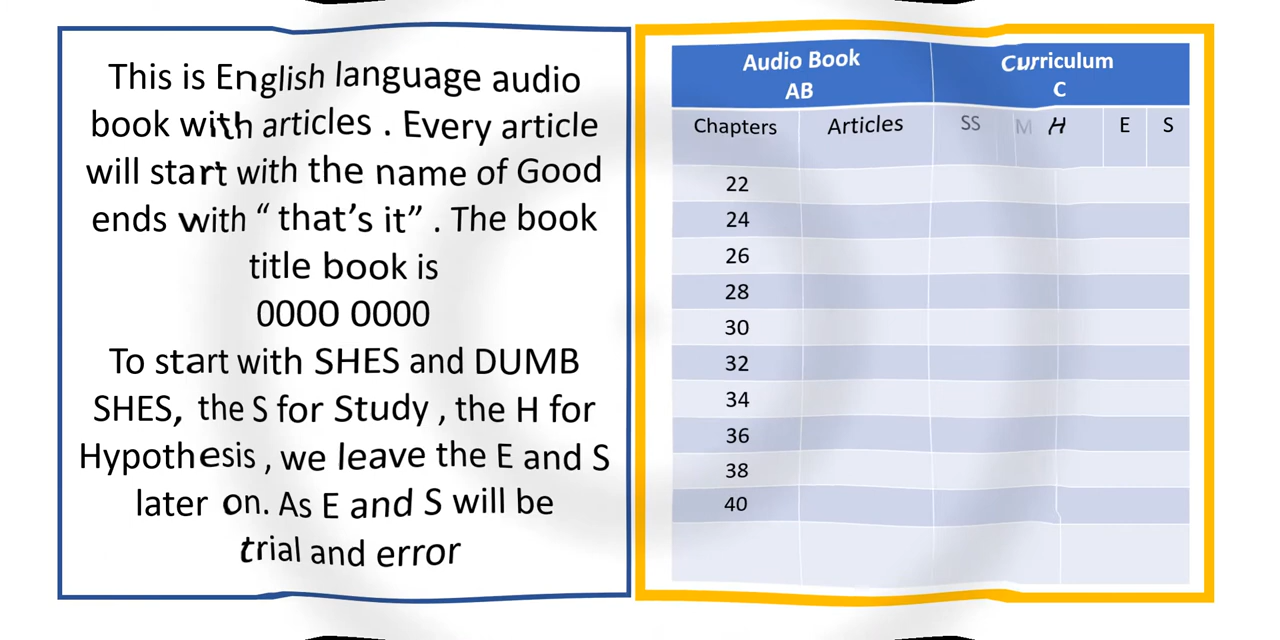 This is English language audio
book with articles . Every article
will start with the name of Good
ends with “ that’s it” . The book
title book is
0000 0000
To start with SHES and DUMB
SHES, the S for Study , the H for
Hypothesis , we leave the E and S
later on. As E and S will be
trial and error
Audio Book Curriculum
AB C
Chapters Articles SS M H E S
22
24
26
28
30
32
34
36
38
40